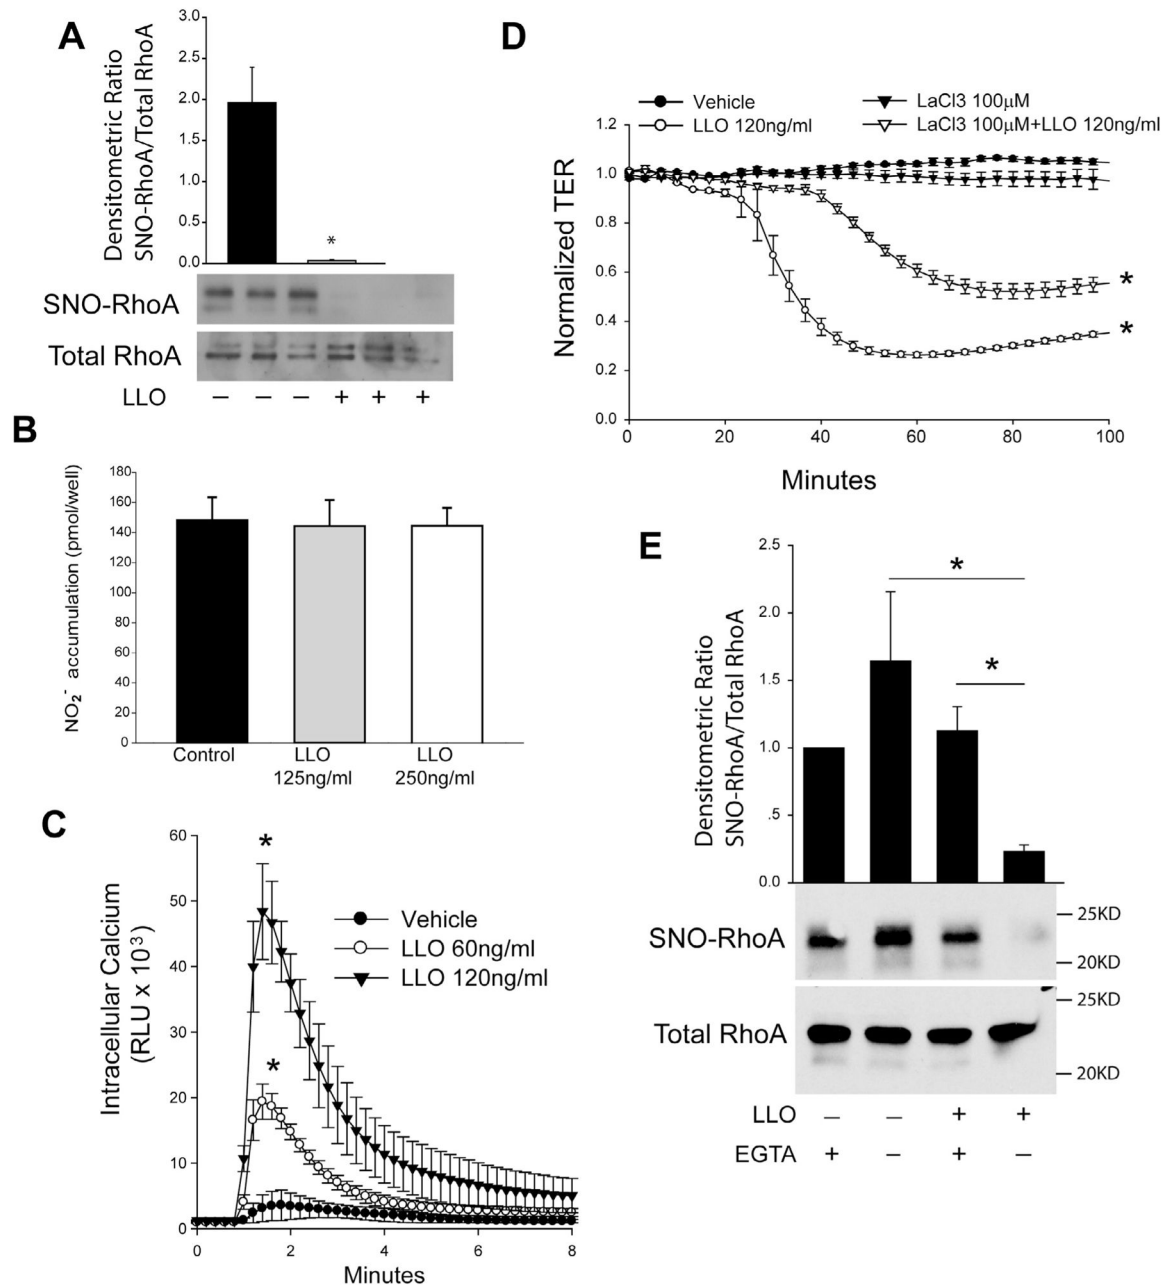 A
Densitometric Ratio
SNO-RhoA/Total RhoA
3.0
2.5
2.0
1.5
1.0
0.5
0.0
*
SNO-RhoA
Total RhoA
LLO − − − + + +
B
NO₂⁻ accumulation (pmol/well)
180
160
140
120
100
80
60
40
20
0
Control LLO LLO
125ng/ml 250ng/ml
C
Intracellular Calcium
(RLU x 10³)
60
50
40
30
20
10
0
*
*
Vehicle
LLO 60ng/ml
LLO 120ng/ml
0 2 4 6 8
Minutes
D
Vehicle
LLO 120ng/ml
LaCl3 100µM
LaCl3 100µM+LLO 120ng/ml
Normalized TER
1.2
1.0
0.8
0.6
0.4
0.2
0.0
*
*
0 20 40 60 80 100
Minutes
E
Densitometric Ratio
SNO-RhoA/Total RhoA
2.5
2.0
1.5
1.0
.5
0.0
*
*
SNO-RhoA
25KD
20KD
Total RhoA
25KD
20KD
LLO − − + +
EGTA + − + −